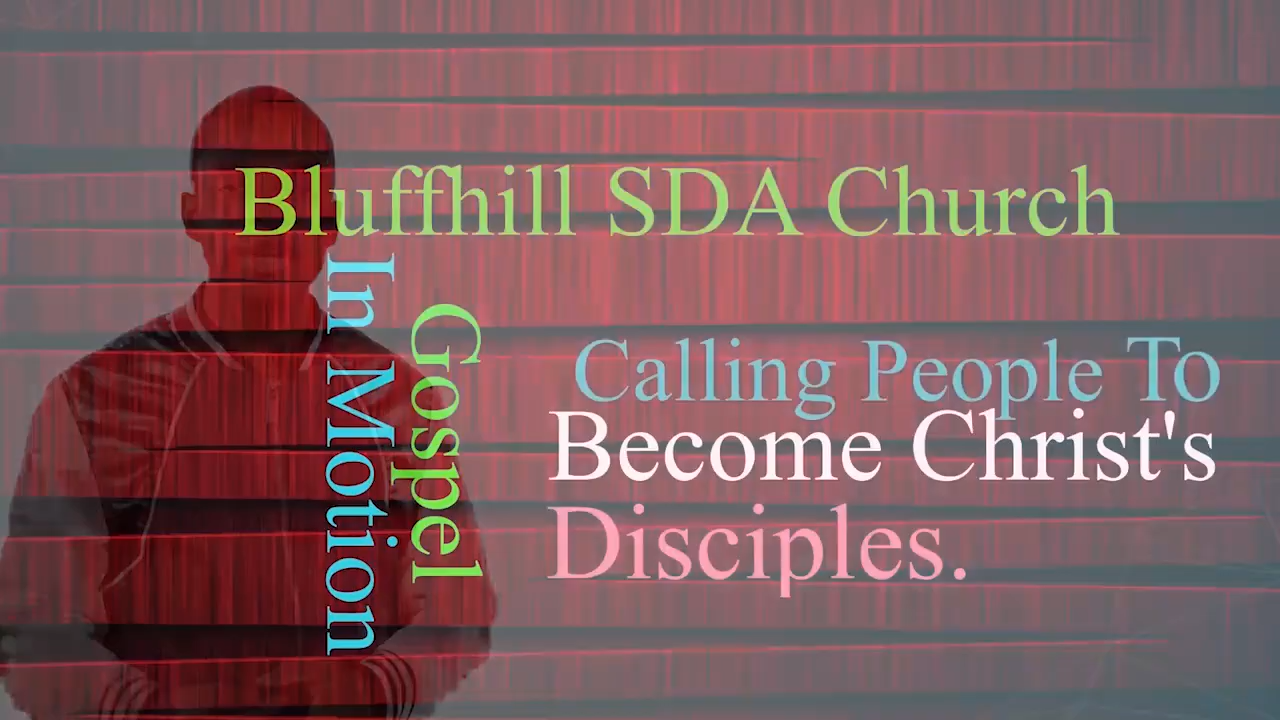 Bluffhill SDA Church
Gospel
In Motion
Calling People To
Become Christ's
Disciples.